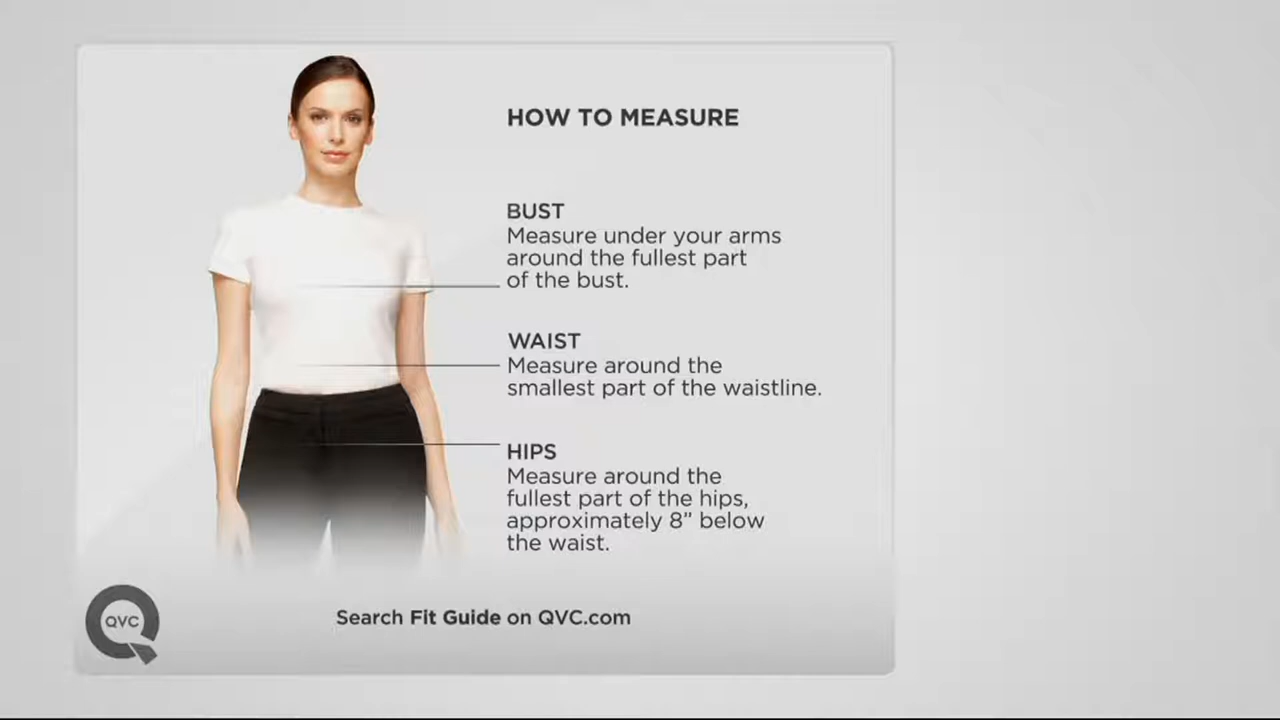 HOW TO MEASURE
BUST
Measure under your arms
around the fullest part
of the bust.
WAIST
Measure around the
smallest part of the waistline.
HIPS
Measure around the
fullest part of the hips,
approximately 8” below
the waist.
QVC
Search Fit Guide on QVC.com